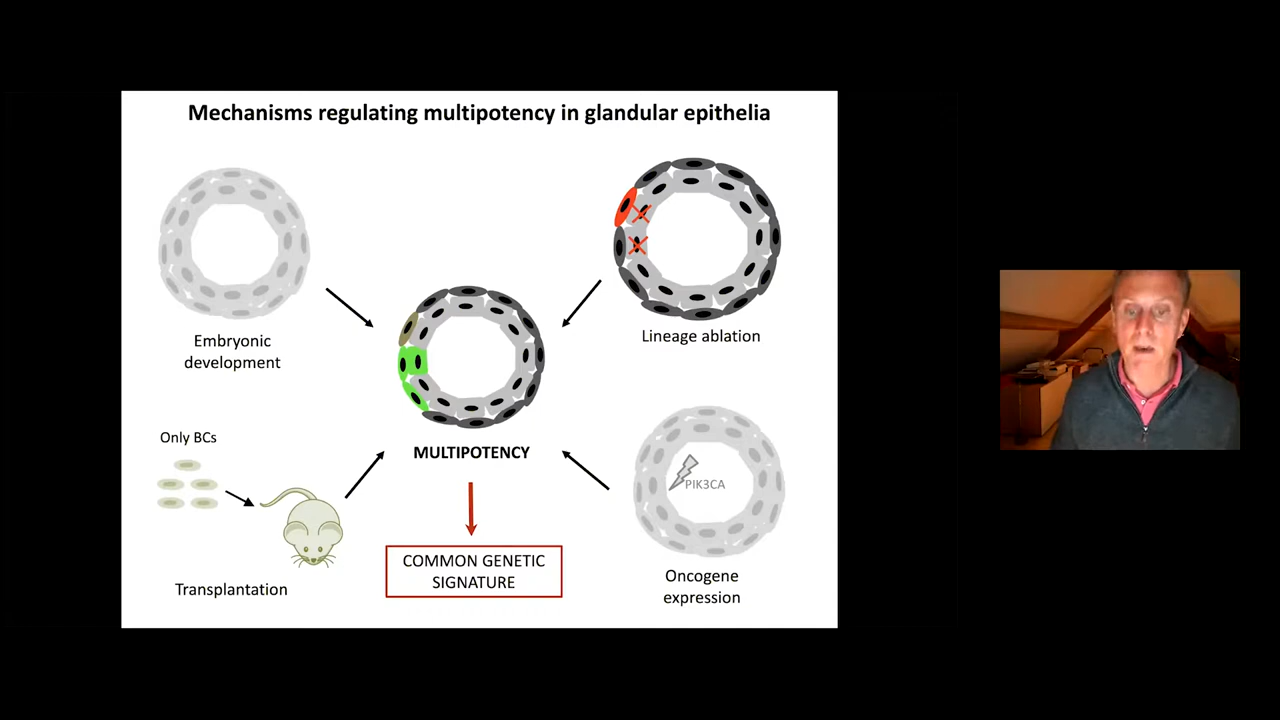 Mechanisms regulating multipotency in glandular epithelia
Embryonic
development
Lineage ablation
Only BCs
MULTIPOTENCY
PIK3CA
COMMON GENETIC
SIGNATURE
Transplantation
Oncogene
expression